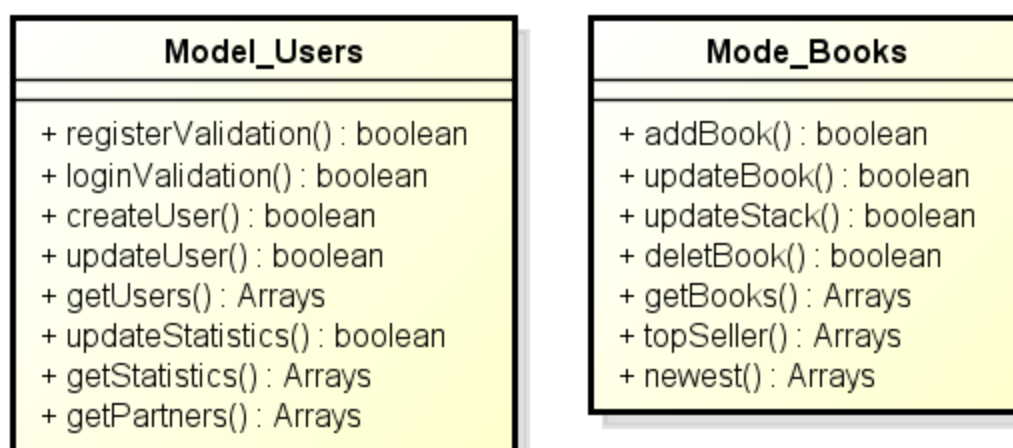 Model_Users
+ registerValidation() : boolean
+ loginValidation() : boolean
+ createUser() : boolean
+ updateUser() : boolean
+ getUsers() : Arrays
+ updateStatistics() : boolean
+ getStatistics() : Arrays
+ getPartners() : Arrays
Mode_Books
+ addBook() : boolean
+ updateBook() : boolean
+ updateStack() : boolean
+ deletBook() : boolean
+ getBooks() : Arrays
+ topSeller() : Arrays
+ newest() : Arrays